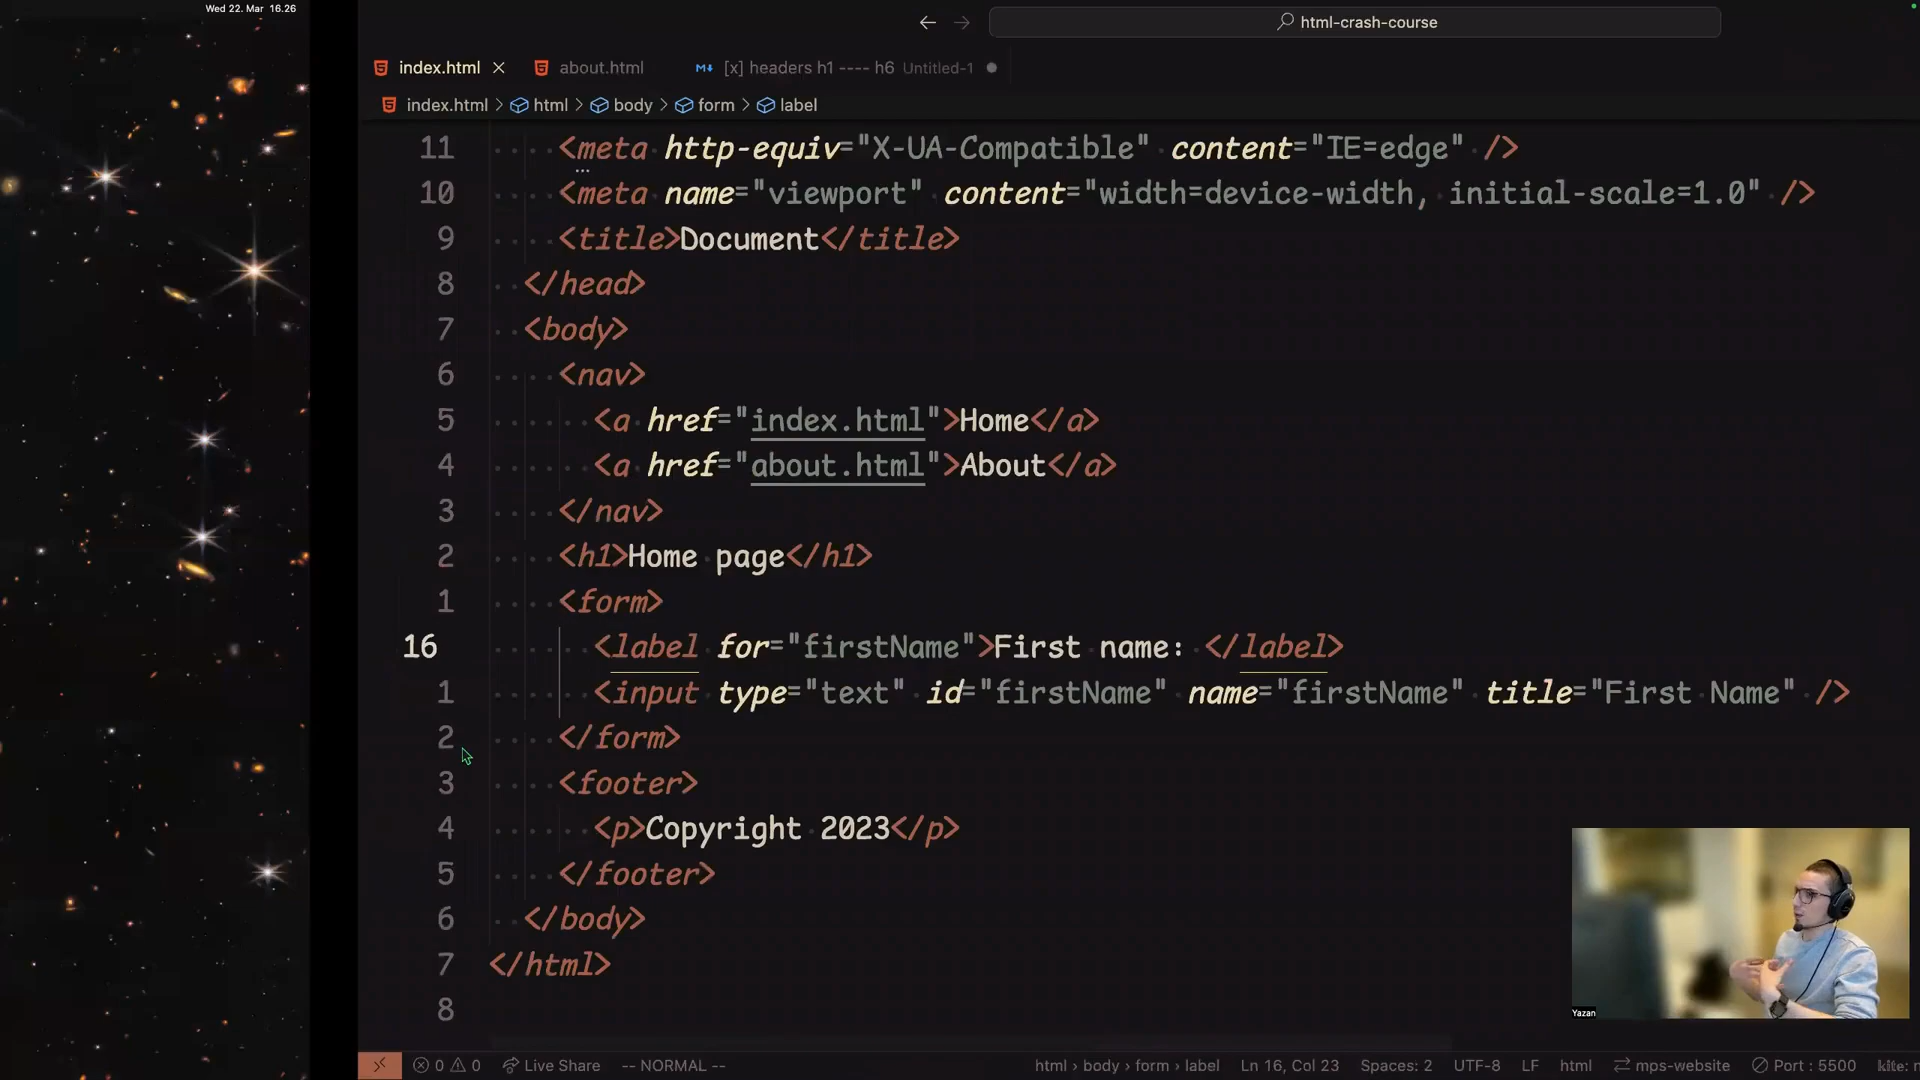 Wed 22. Mar 16.26
html-crash-course
index.html
about.html
[x] headers h1 ---- h6 Untitled-1
index.html > html > body > form > label
11 <meta http-equiv="X-UA-Compatible" content="IE=edge" />
10 <meta name="viewport" content="width=device-width, initial-scale=1.0" />
9 <title>Document</title>
8 </head>
7 <body>
6 <nav>
5 <a href="index.html">Home</a>
4 <a href="about.html">About</a>
3 </nav>
2 <h1>Home page</h1>
1 <form>
16 <label for="firstName">First name: </label>
1 <input type="text" id="firstName" name="firstName" title="First Name" />
2 </form>
3 <footer>
4 <p>Copyright 2023</p>
5 </footer>
6 </body>
7 </html>
8
Yazan
0 0 Live Share -- NORMAL -- html > body > form > label Ln 16, Col 23 Spaces: 2 UTF-8 LF html mps-website Port : 5500 kite: